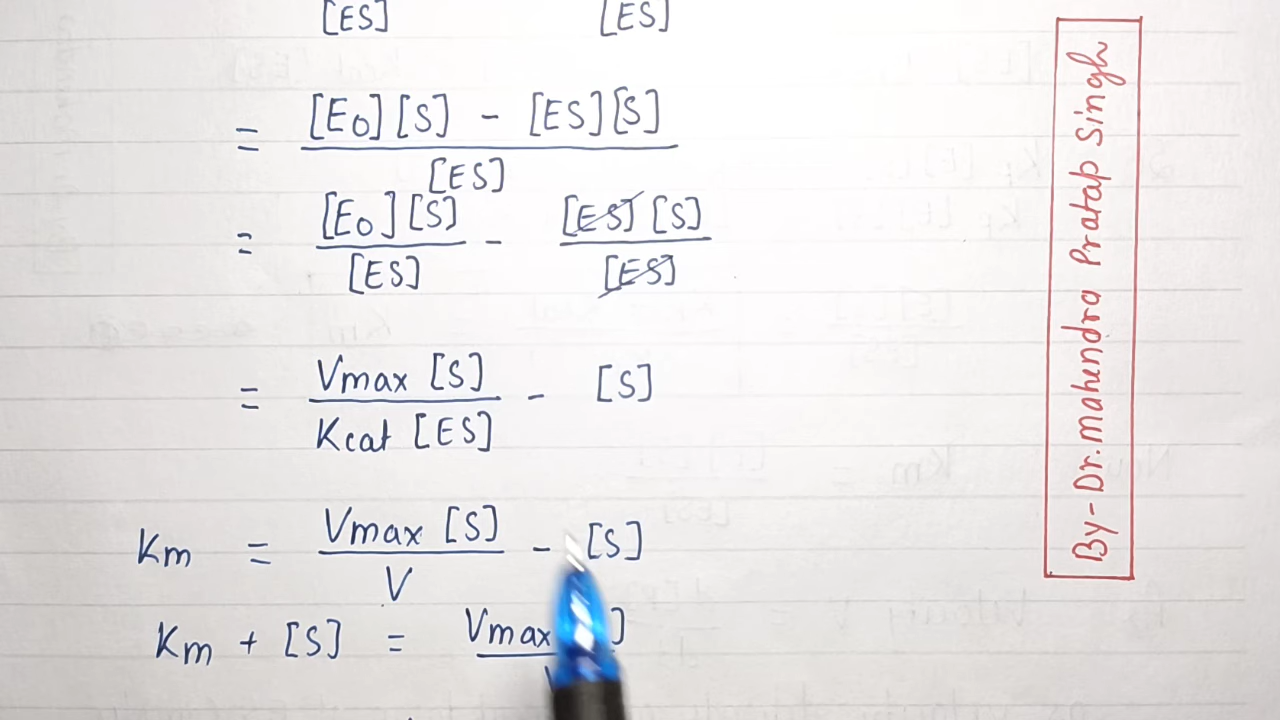 [ES] [ES]
= [E0][S] - [ES][S]
[ES]
= [E0][S] - [ES][S]
[ES] [ES]
= Vmax [S] - [S]
Kcat [ES]
Km = Vmax [S] - [S]
V
Km + [S] = Vmax ]
By-Dr. Mahendra Pratap Singh